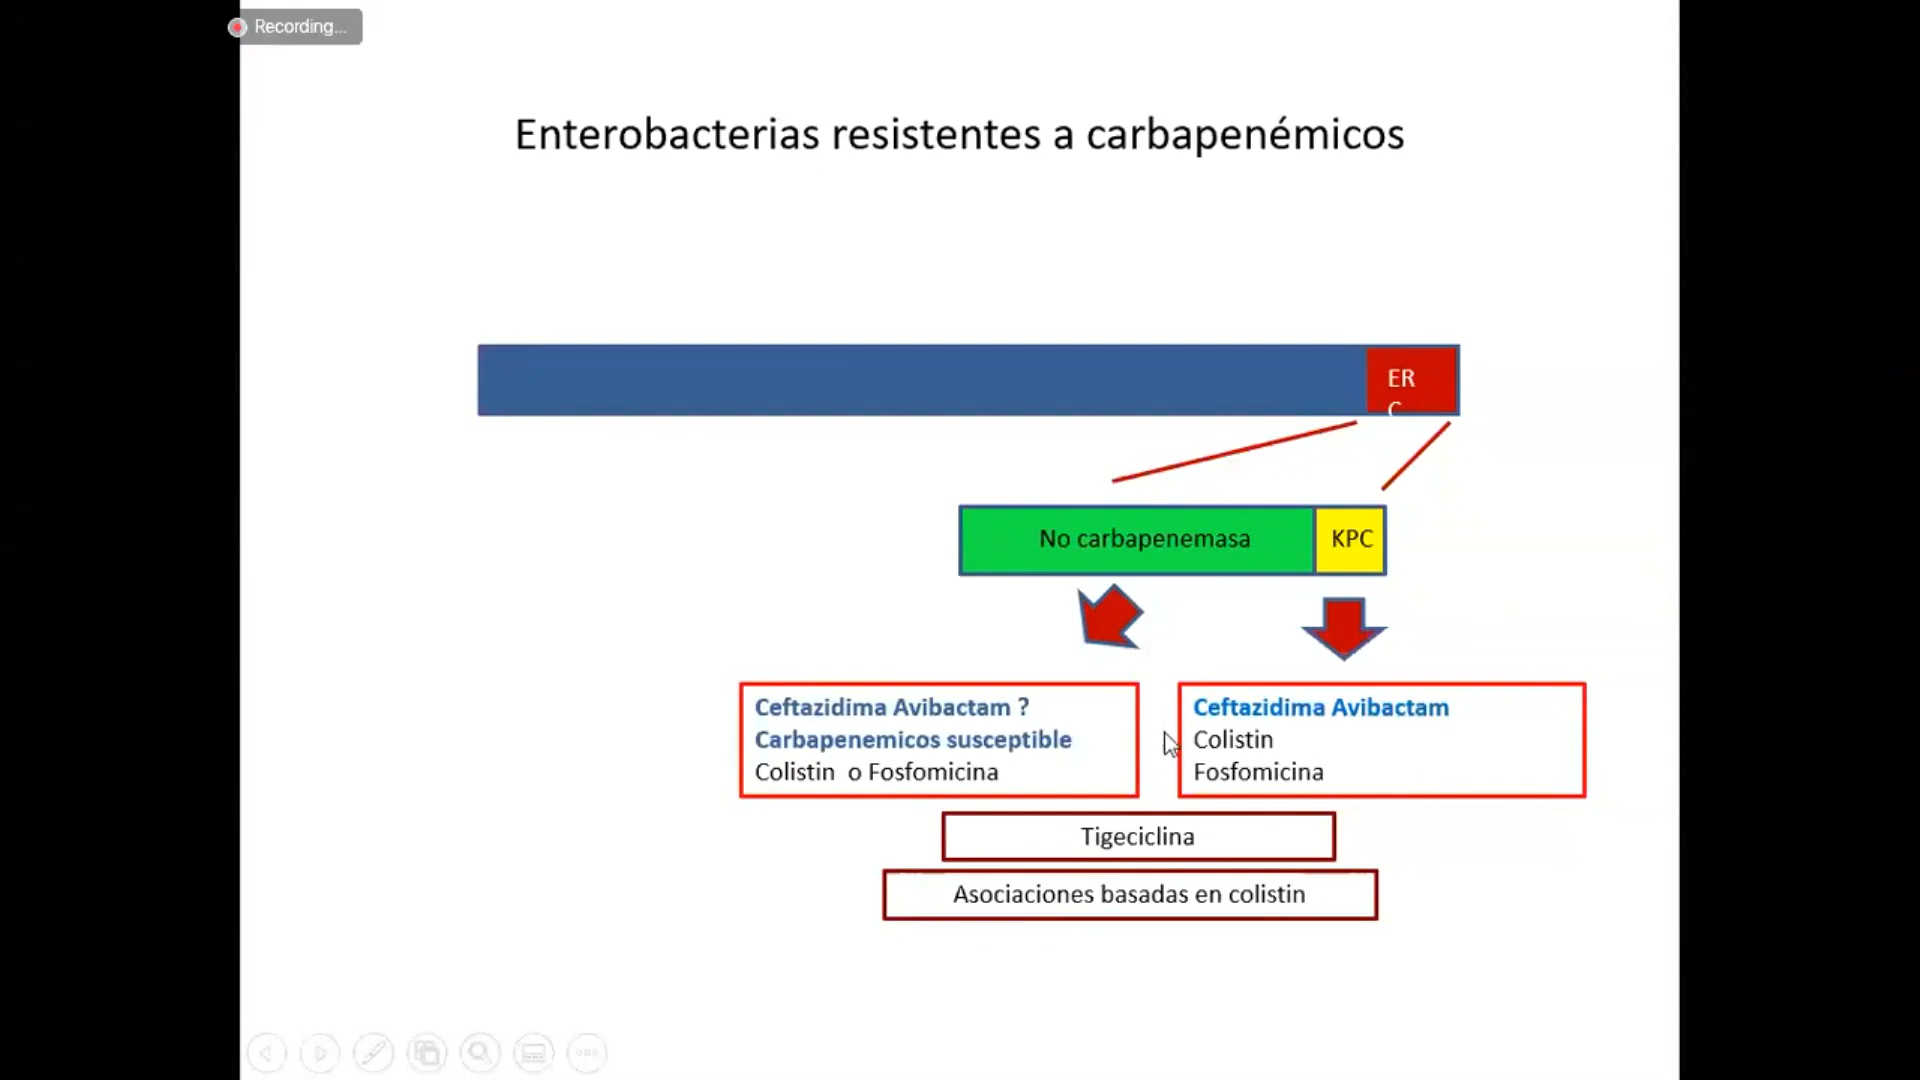 Recording...
Enterobacterias resistentes a carbapenémicos
ER
C
No carbapenemasa
KPC
Ceftazidima Avibactam ?
Carbapenemicos susceptible
Colistin o Fosfomicina
Ceftazidima Avibactam
Colistin
Fosfomicina
Tigeciclina
Asociaciones basadas en colistin